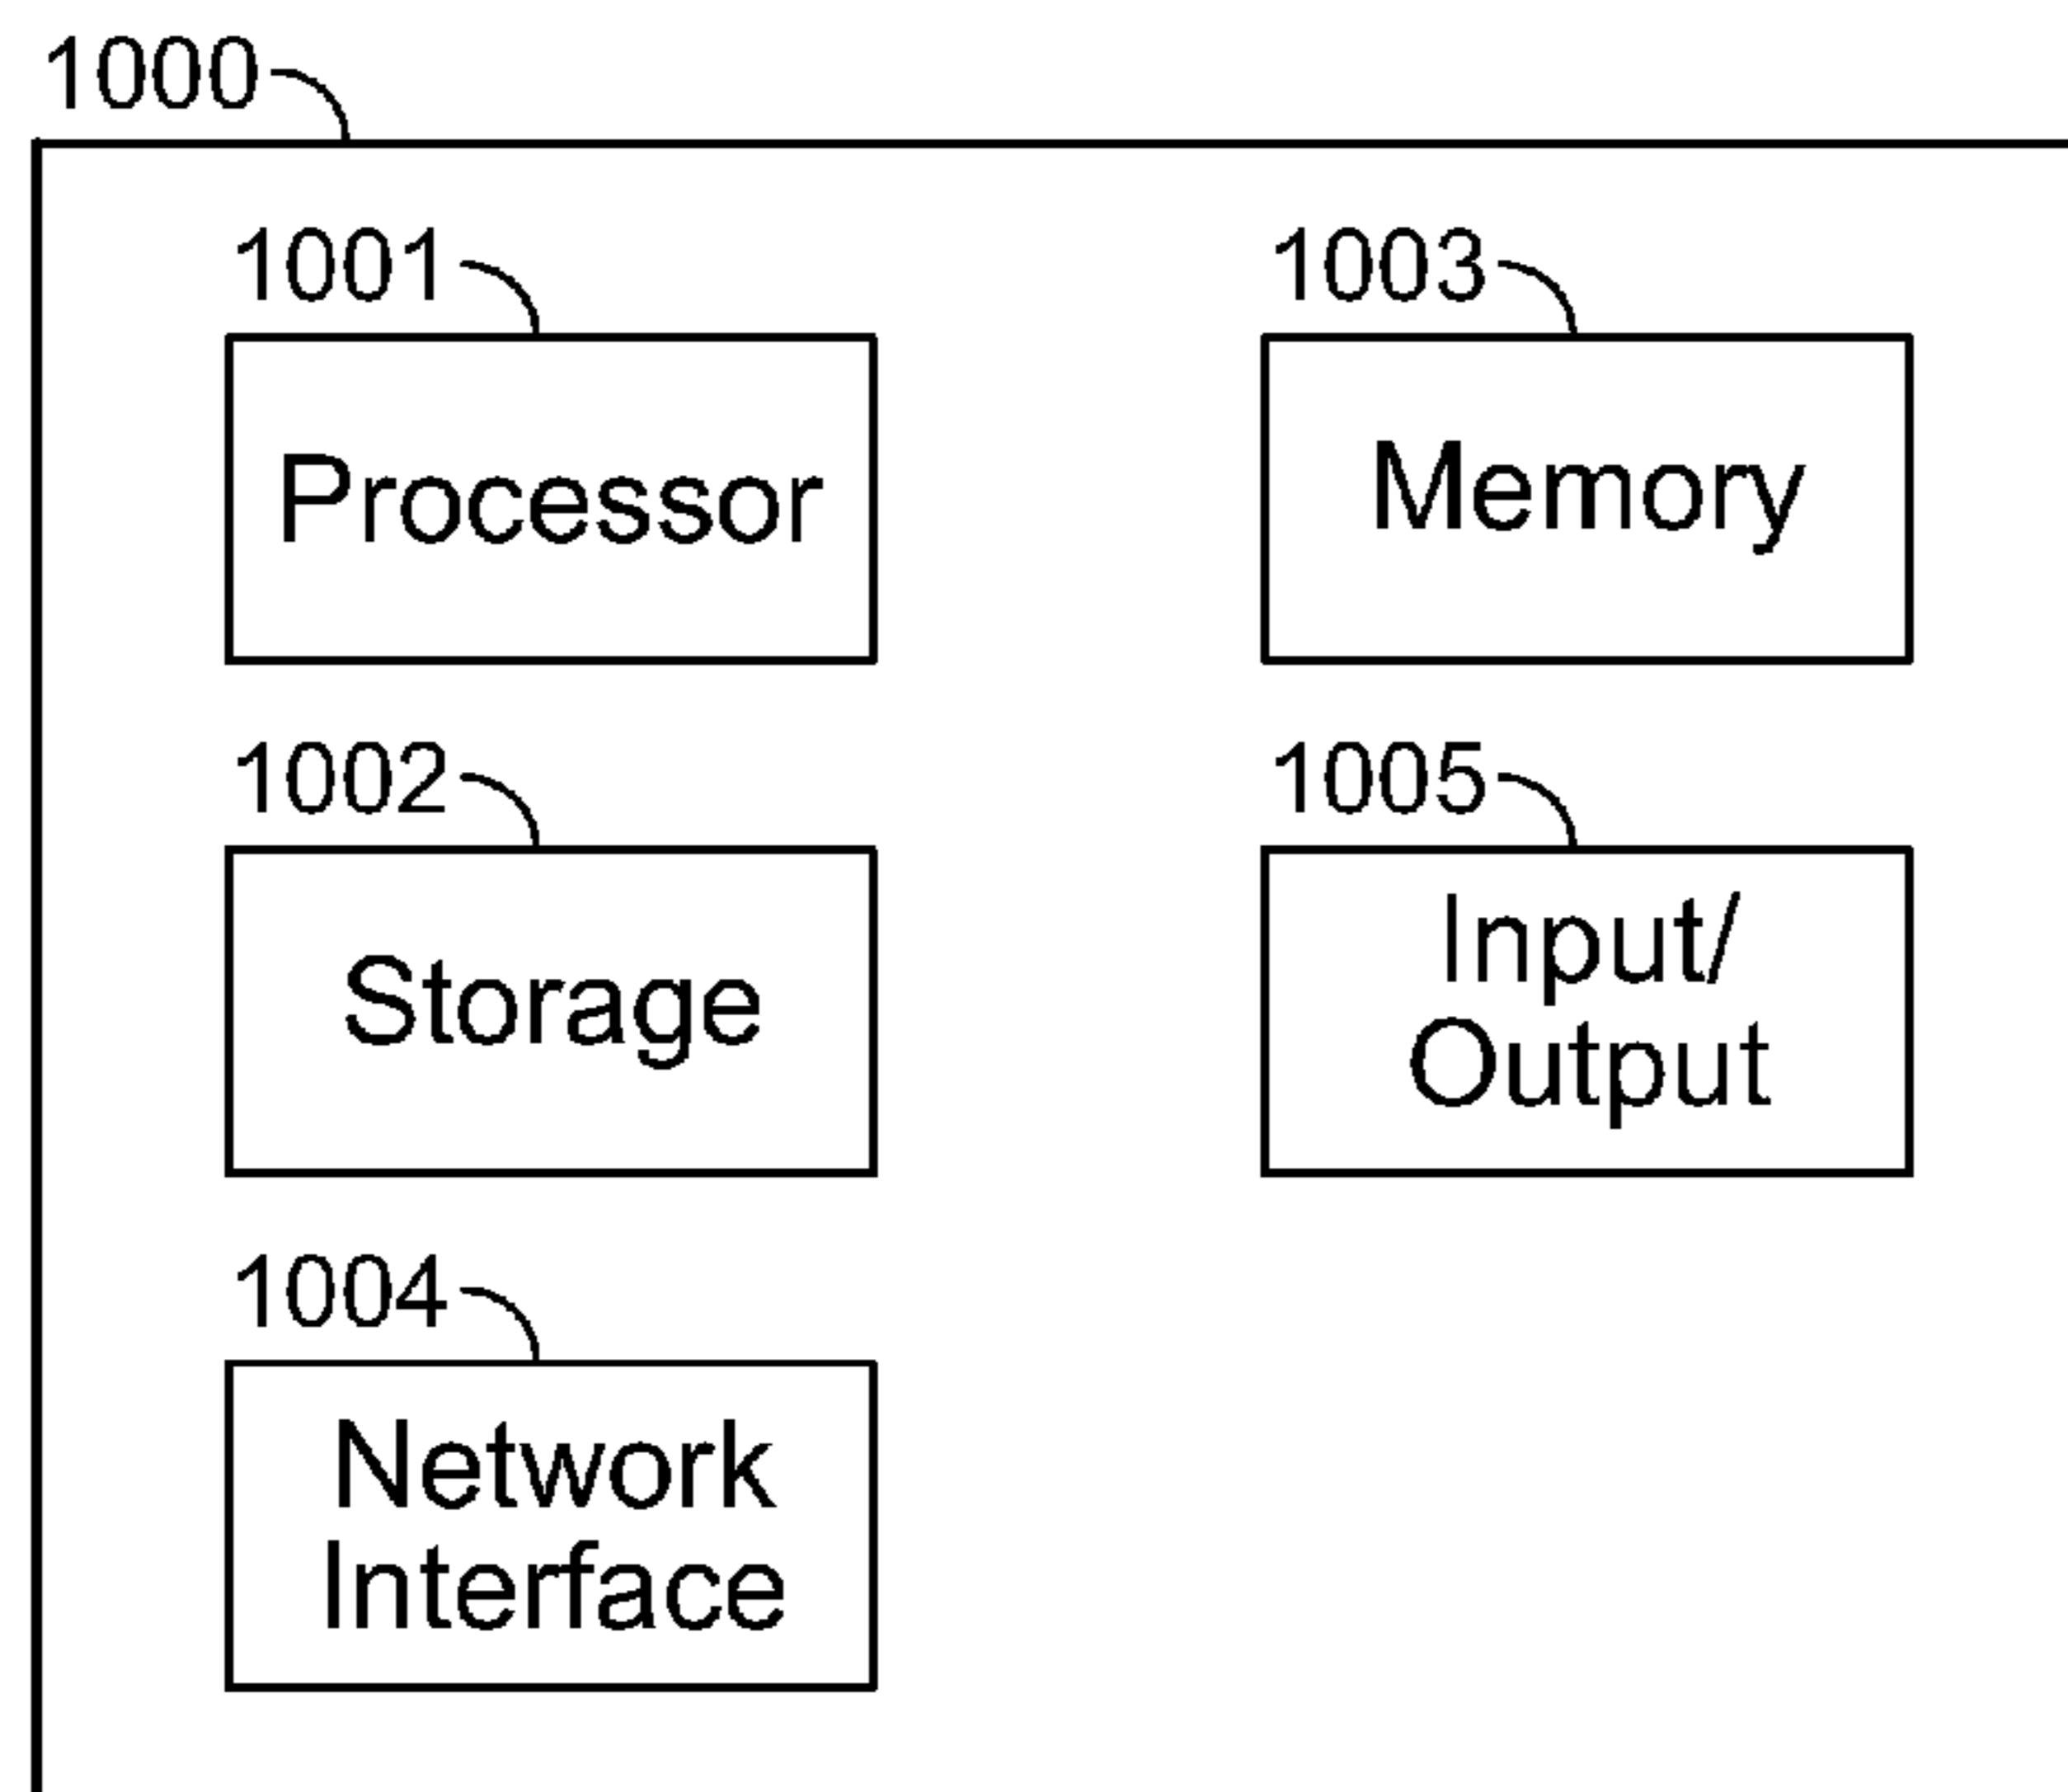 1000
1001
Processor
1003
Memory
1002
Storage
1005
Input/
Output
1004
Network
Interface